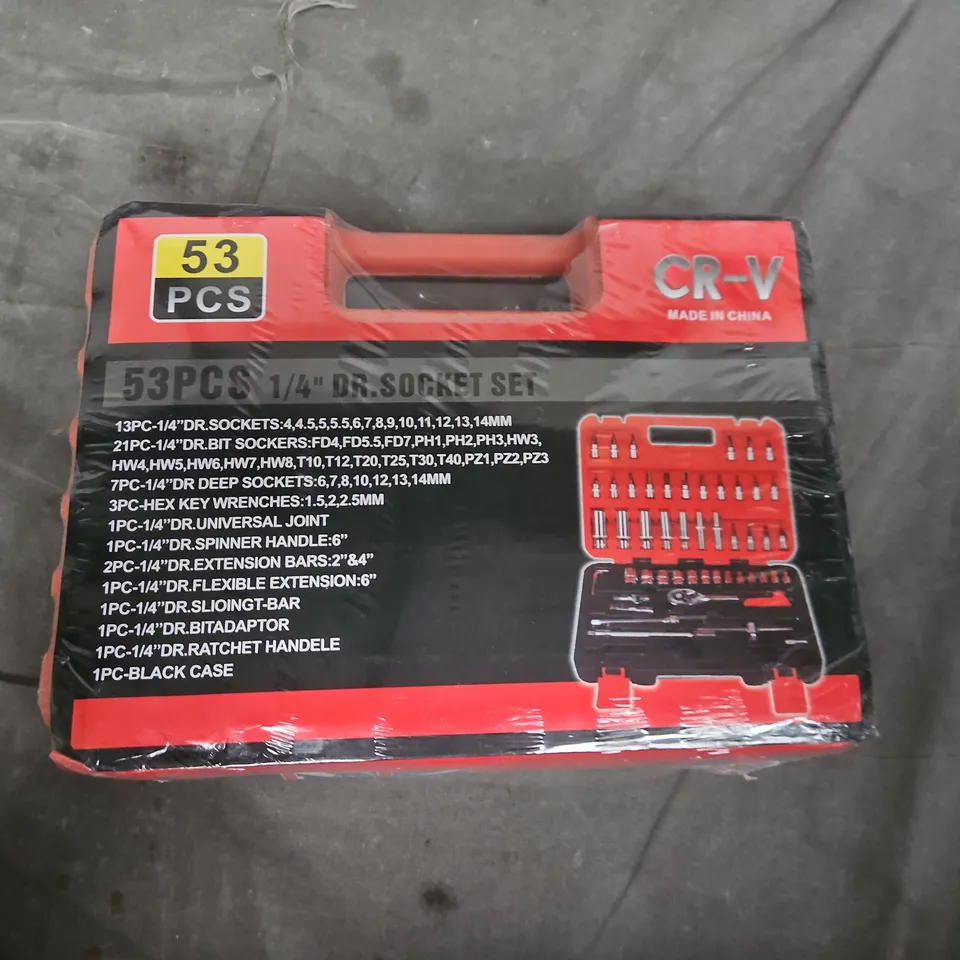 53
PCS
CR-V
MADE IN CHINA
53PCS 1/4" DR.SOCKET SET
13PC-1/4"DR.SOCKETS:4,4.5,5,5.5,6,7,8,9,10,11,12,13,14MM
21PC-1/4"DR.BIT SOCKERS:FD4,FD5.5,FD7,PH1,PH2,PH3,HW3,
HW4,HW5,HW6,HW7,HW8,T10,T12,T20,T25,T30,T40,PZ1,PZ2,PZ3
7PC-1/4"DR DEEP SOCKETS:6,7,8,10,12,13,14MM
3PC-HEX KEY WRENCHES:1.5,2,2.5MM
1PC-1/4"DR.UNIVERSAL JOINT
1PC-1/4"DR.SPINNER HANDLE:6"
2PC-1/4"DR.EXTENSION BARS:2"&4"
1PC-1/4"DR.FLEXIBLE EXTENSION:6"
1PC-1/4"DR.SLIOINGT-BAR
1PC-1/4"DR.BITADAPTOR
1PC-1/4"DR.RATCHET HANDELE
1PC-BLACK CASE